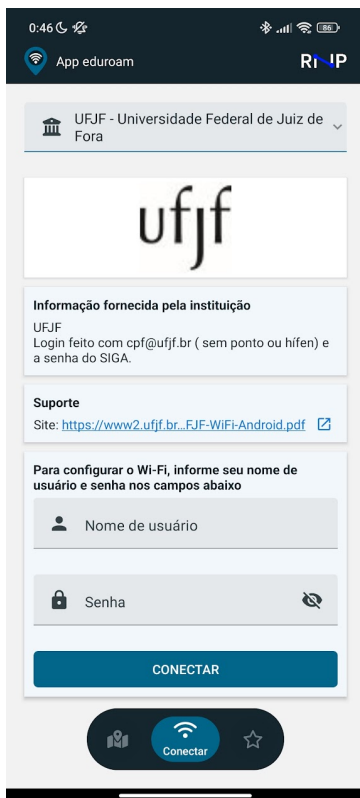 0:46
86
App eduroam
RNP
UFJF - Universidade Federal de Juiz de
Fora
ufjf
Informação fornecida pela instituição
UFJF
Login feito com cpf@ufjf.br ( sem ponto ou hífen) e
a senha do SIGA.
Suporte
Site: https://www2.ufjf.br...FJF-WiFi-Android.pdf
Para configurar o Wi-Fi, informe seu nome de
usuário e senha nos campos abaixo
Nome de usuário
Senha
CONECTAR
Conectar